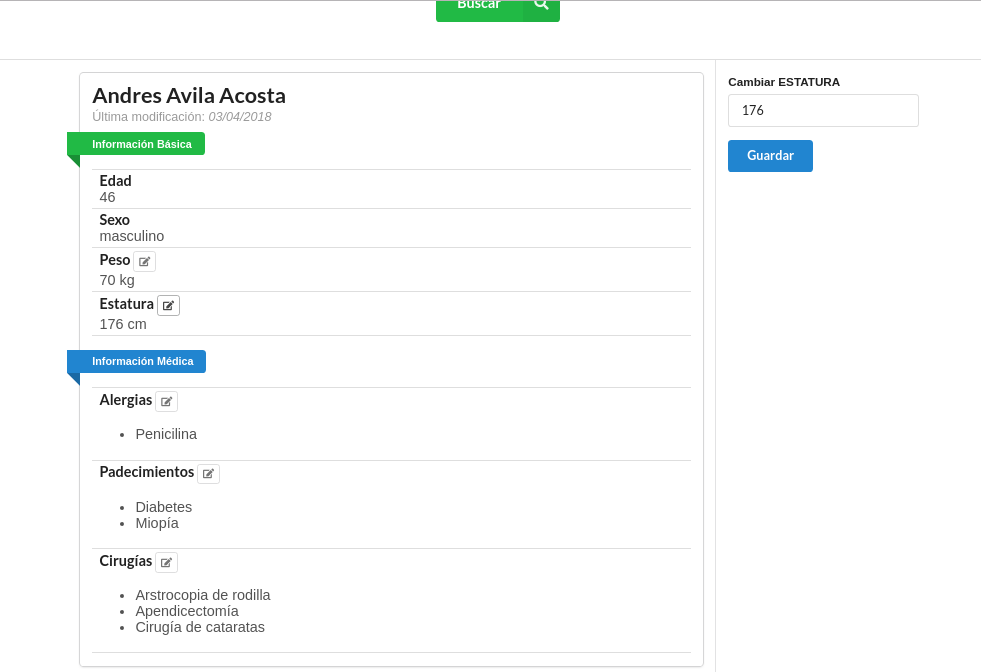 Buscar
Andres Avila Acosta
Última modificación: 03/04/2018
Información Básica
Edad
46
Sexo
masculino
Peso
70 kg
Estatura
176 cm
Información Médica
Alergias
Penicilina
Padecimientos
Diabetes
Miopía
Cirugías
Arstrocopia de rodilla
Apendicectomía
Cirugía de cataratas
Cambiar ESTATURA
176
Guardar